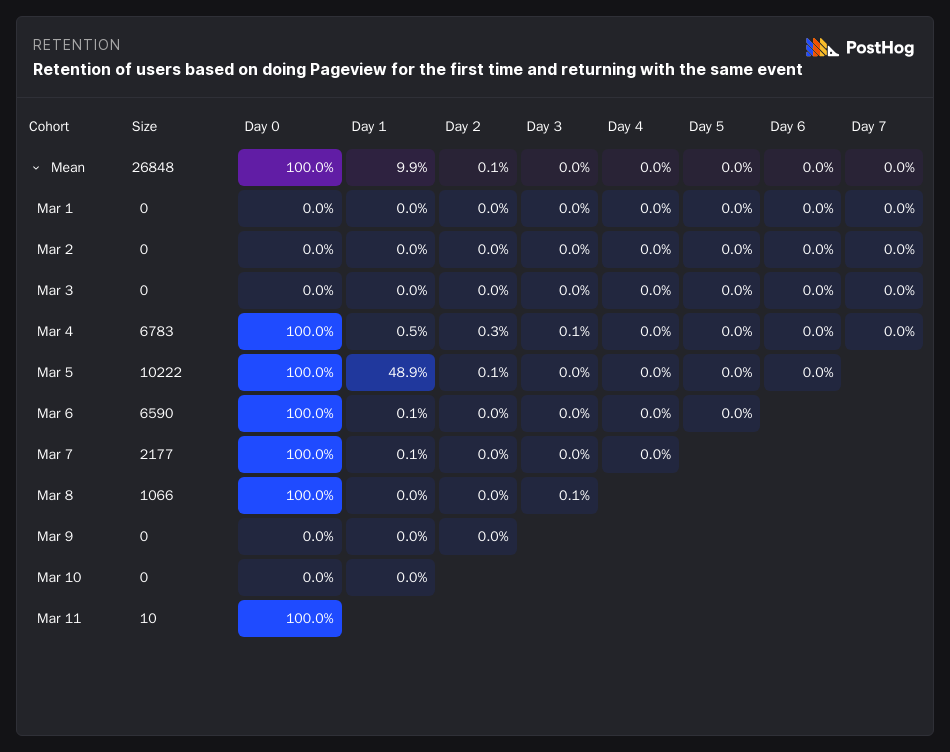 RETENTION
PostHog
Retention of users based on doing Pageview for the first time and returning with the same event
Cohort Size Day 0 Day 1 Day 2 Day 3 Day 4 Day 5 Day 6 Day 7
Mean 26848 100.0% 9.9% 0.1% 0.0% 0.0% 0.0% 0.0% 0.0%
Mar 1 0 0.0% 0.0% 0.0% 0.0% 0.0% 0.0% 0.0% 0.0%
Mar 2 0 0.0% 0.0% 0.0% 0.0% 0.0% 0.0% 0.0% 0.0%
Mar 3 0 0.0% 0.0% 0.0% 0.0% 0.0% 0.0% 0.0% 0.0%
Mar 4 6783 100.0% 0.5% 0.3% 0.1% 0.0% 0.0% 0.0% 0.0%
Mar 5 10222 100.0% 48.9% 0.1% 0.0% 0.0% 0.0% 0.0%
Mar 6 6590 100.0% 0.1% 0.0% 0.0% 0.0% 0.0%
Mar 7 2177 100.0% 0.1% 0.0% 0.0% 0.0%
Mar 8 1066 100.0% 0.0% 0.0% 0.1%
Mar 9 0 0.0% 0.0% 0.0%
Mar 10 0 0.0% 0.0%
Mar 11 10 100.0%